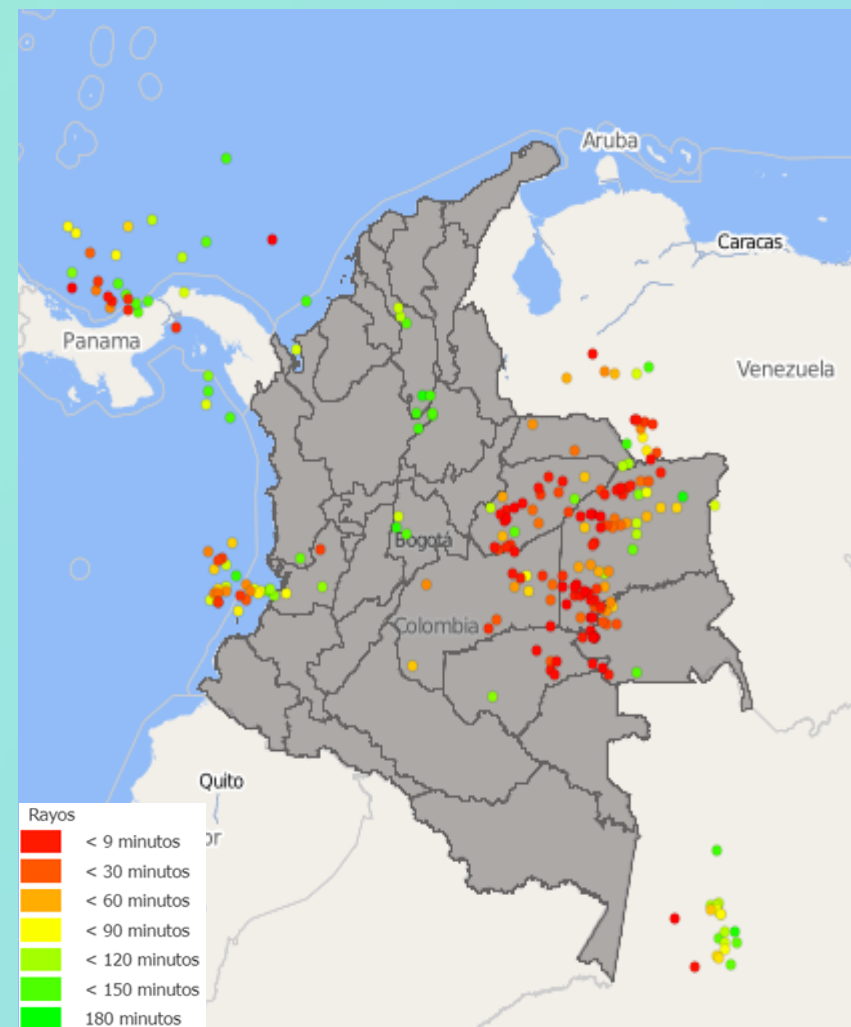 Aruba
Caracas
Panama
Venezuela
Bogotá
Colombia
Quito
or
Rayos
< 9 minutos
< 30 minutos
< 60 minutos
< 90 minutos
< 120 minutos
< 150 minutos
180 minutos